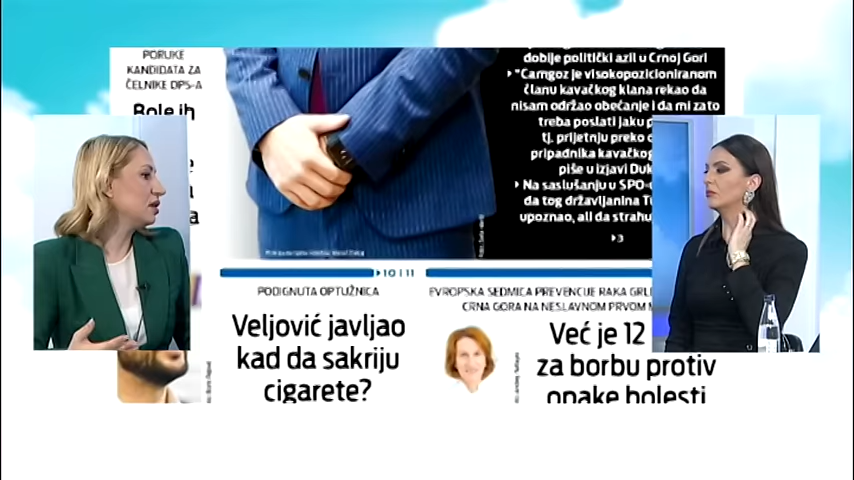 PORUKE
KANDIDATA ZA
ČELNIKE DPS-A
Bole ih
dobije politički azil u Crnoj Gori
"Camgoz je visokopozicioniranom
članu kavačkog klana rekao da
nisam održao obećanje i da mi zato
treba poslati jaku
tj. prijetnju preko
pripadnika kavačkog
piše u izjavi Duk
Na saslušanju u SPO-u
da tog državljanina
upoznao, ali da strahu
3
10 i 11
PODIGNUTA OPTUŽNICA
Veljović javljao
kad da sakriju
cigarete?
EVROPSKA SEDMICA PREVENCIJE RAKA
CRNA GORA NA NESLAVNOM PRVOM
Već je 12
za borbu protiv
opake bolesti